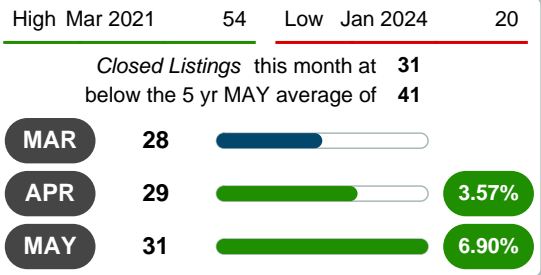 High Mar 2021 54 Low Jan 2024 20
Closed Listings this month at 31
below the 5 yr MAY average of 41
MAR 28
APR 29 3.57%
MAY 31 6.90%